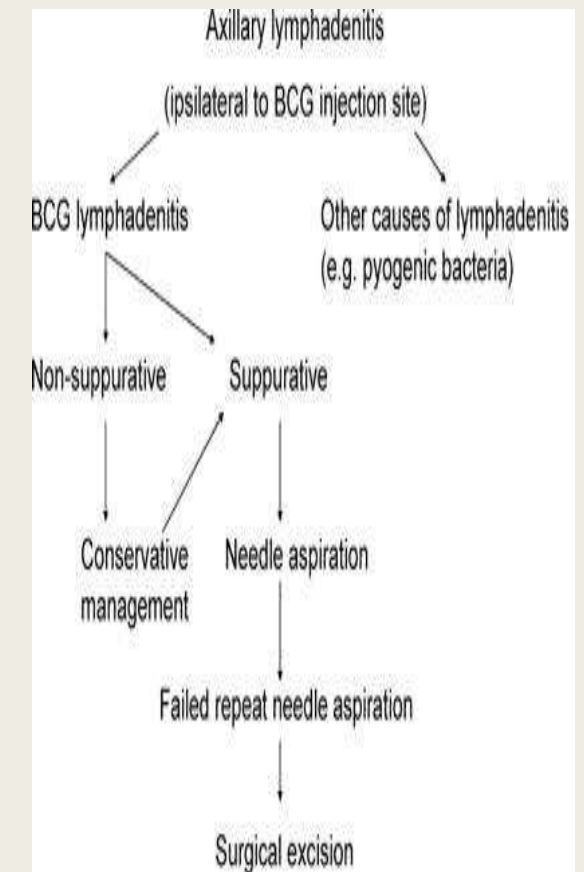 Axillary lymphadenitis
(ipsilateral to BCG injection site)
BCG lymphadenitis
Other causes of lymphadenitis
(e.g. pyogenic bacteria)
Non-suppurative
Suppurative
Conservative
management
Needle aspiration
Failed repeat needle aspiration
Surgical excision